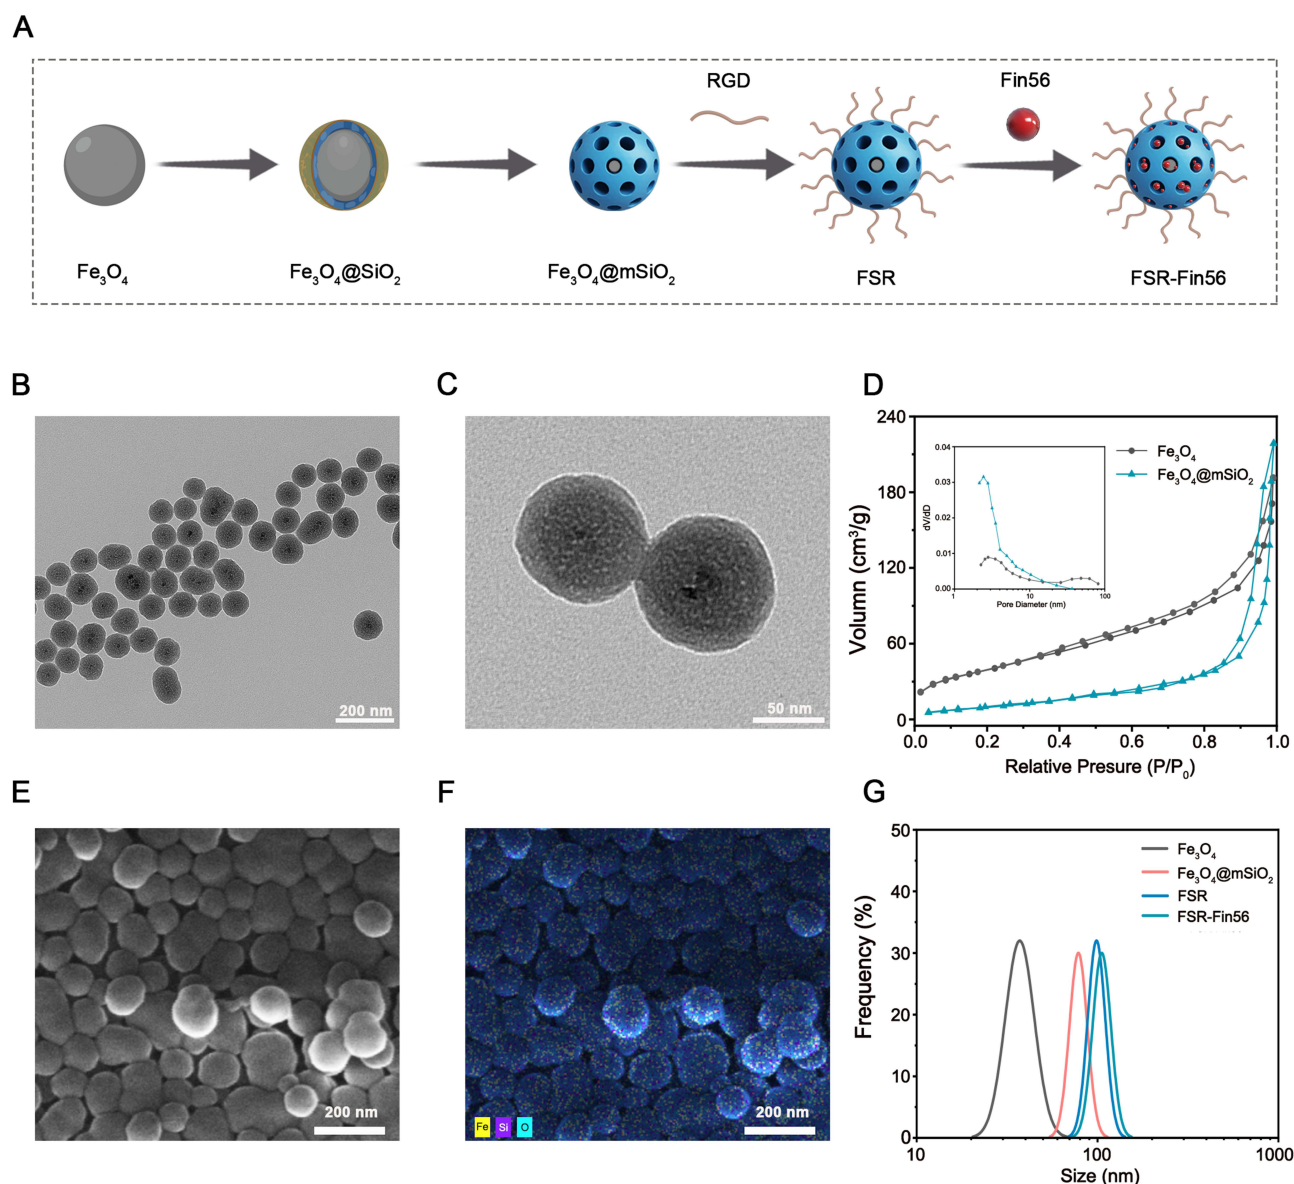 A
RGD
Fin56
Fe₃O₄
Fe₃O₄@SiO₂
Fe₃O₄@mSiO₂
FSR
FSR-Fin56
B
200 nm
C
50 nm
D
240
180
120
60
0
0.0
0.2
0.4
0.6
0.8
1.0
Volumn (cm³/g)
Relative Presure (P/P₀)
Fe₃O₄
Fe₃O₄@mSiO₂
0.04
0.03
0.02
0.01
0.00
1
10
100
dV/dD
Pore Diameter (nm)
E
200 nm
F
Fe
Si
O
200 nm
G
50
40
30
20
10
0
10
100
1000
Frequency (%)
Size (nm)
Fe₃O₄
Fe₃O₄@mSiO₂
FSR
FSR-Fin56